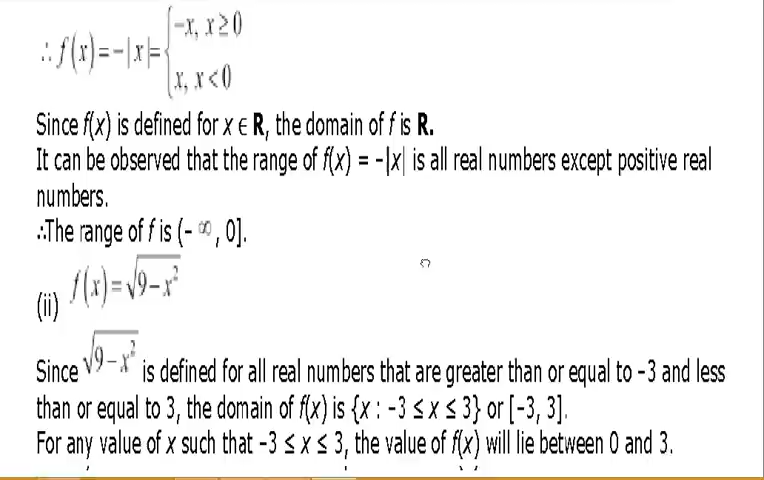 ∴ f(x)=-|x|={-x, x≥0
x, x<0
Since f(x) is defined for x ∈ R, the domain of f is R.
It can be observed that the range of f(x) = –|x| is all real numbers except positive real
numbers.
∴The range of f is (– ∞, 0].
(ii) f(x)=√9-x²
Since √9-x² is defined for all real numbers that are greater than or equal to –3 and less
than or equal to 3, the domain of f(x) is {x : –3 ≤ x ≤ 3} or [–3, 3].
For any value of x such that –3 ≤ x ≤ 3, the value of f(x) will lie between 0 and 3.